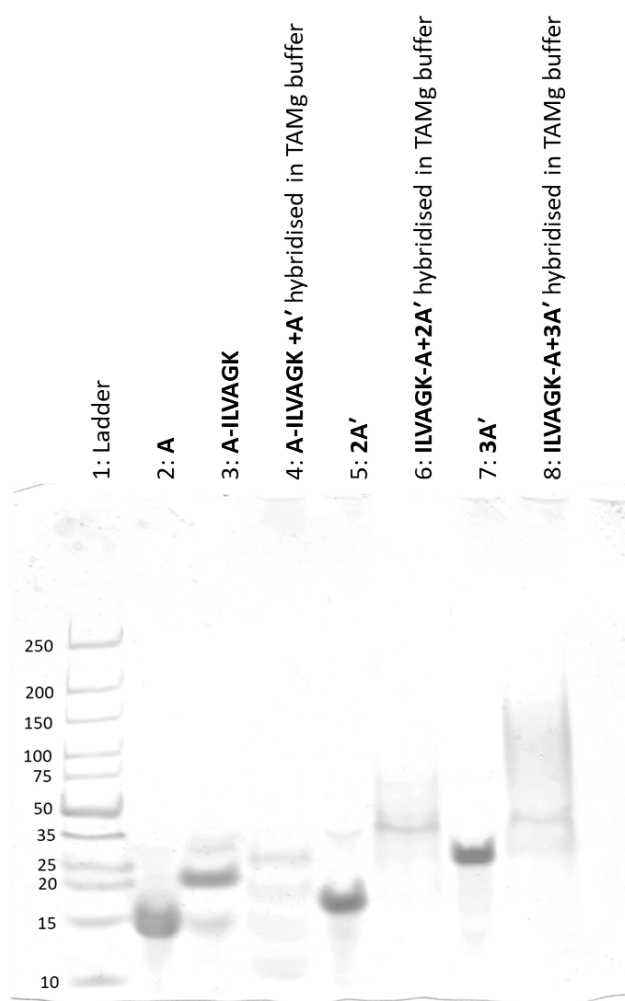 1: Ladder
2: A
3: A-ILVAGK
4: A-ILVAGK +A′ hybridised in TAMg buffer
5: 2A′
6: ILVAGK-A+2A′ hybridised in TAMg buffer
7: 3A′
8: ILVAGK-A+3A′ hybridised in TAMg buffer
250
200
150
100
75
50
35
25
20
15
10